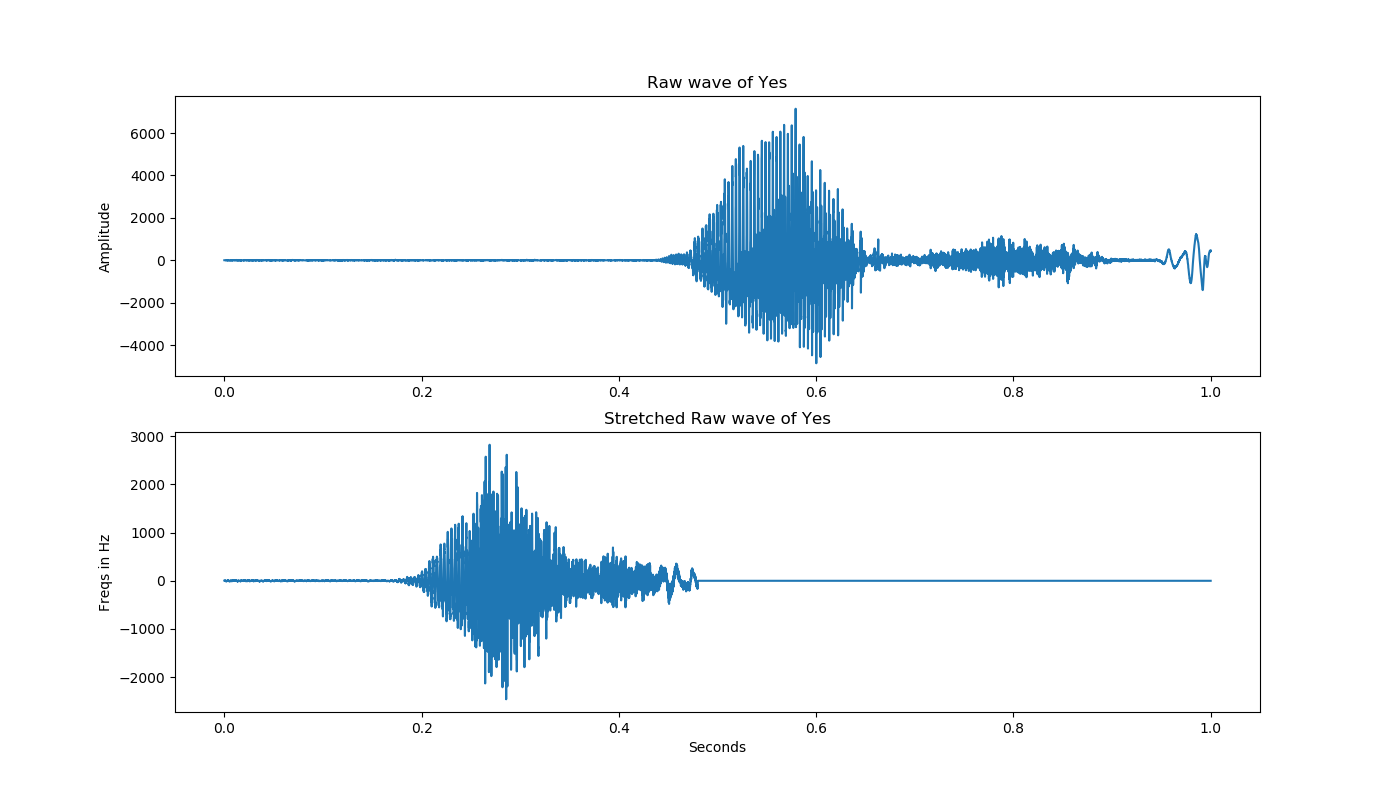 Raw wave of Yes
Amplitude
6000
4000
2000
0
−2000
−4000
0.0 0.2 0.4 0.6 0.8 1.0
Stretched Raw wave of Yes
Freqs in Hz
3000
2000
1000
0
−1000
−2000
0.0 0.2 0.4 0.6 0.8 1.0
Seconds